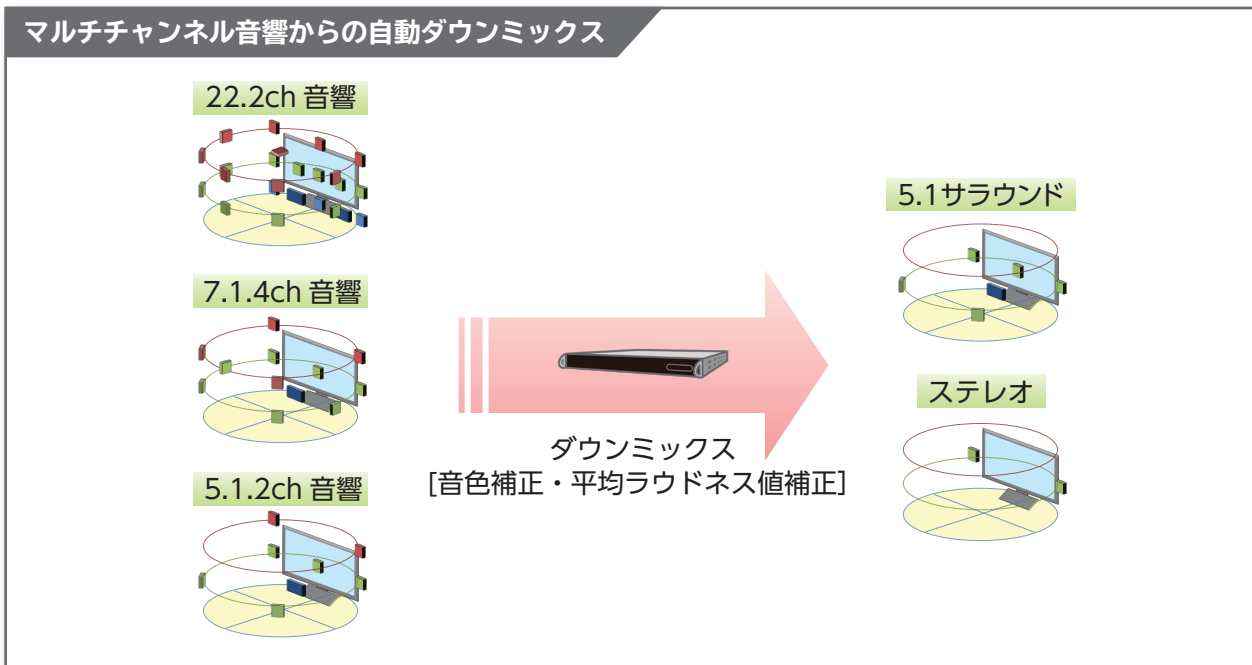 マルチチャンネル音響からの自動ダウンミックス
22.2ch 音響
7.1.4ch 音響
5.1.2ch 音響
ダウンミックス
[音色補正・平均ラウドネス値補正]
5.1サラウンド
ステレオ